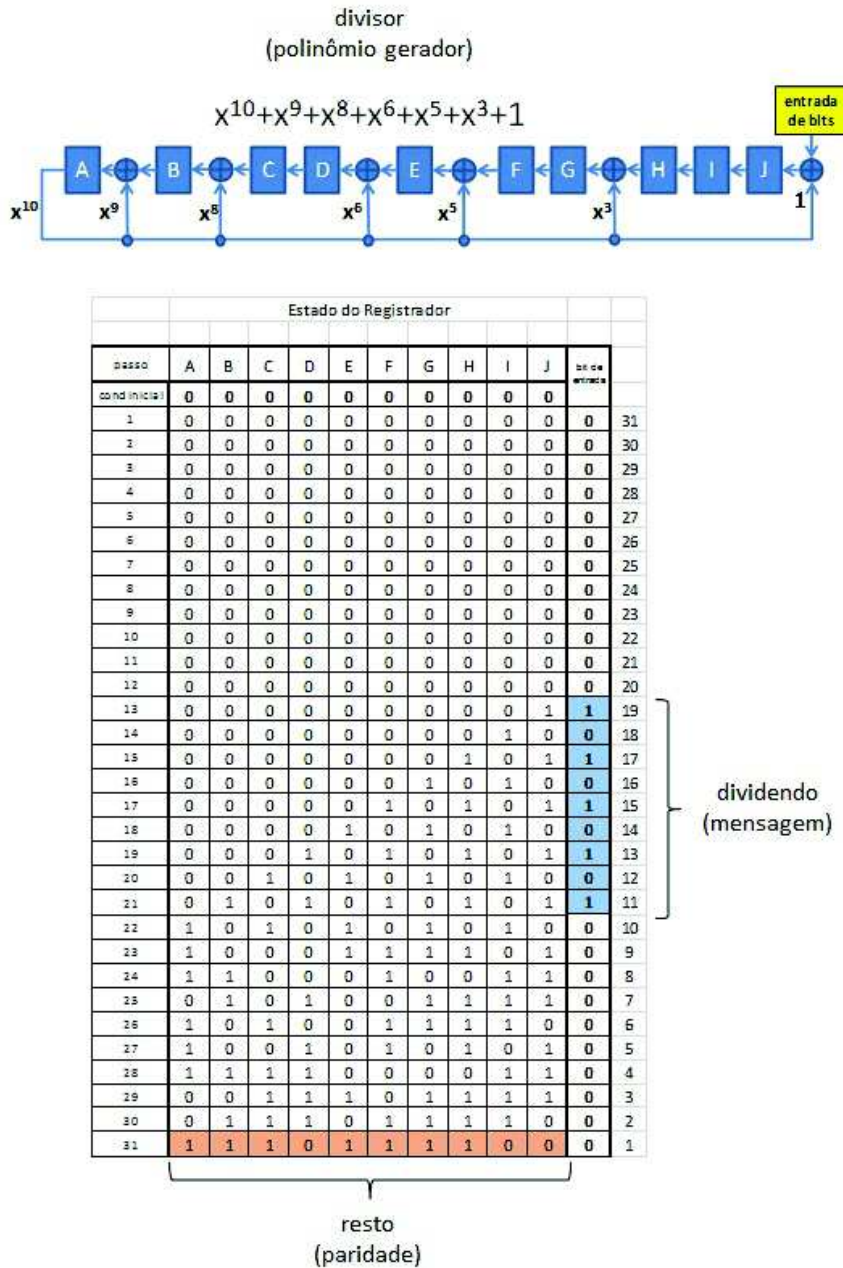 divisor
(polinômio gerador)
x¹⁰+x⁹+x⁸+x⁶+x⁵+x³+1
entrada
de bits
A B C D E F G H I J
x¹⁰ x⁹ x⁸ x⁶ x⁵ x³ 1
Estado do Registrador
passo A B C D E F G H I J bit de
entrada
cond inicial 0 0 0 0 0 0 0 0 0 0
1 0 0 0 0 0 0 0 0 0 0 0 31
2 0 0 0 0 0 0 0 0 0 0 0 30
3 0 0 0 0 0 0 0 0 0 0 0 29
4 0 0 0 0 0 0 0 0 0 0 0 28
5 0 0 0 0 0 0 0 0 0 0 0 27
6 0 0 0 0 0 0 0 0 0 0 0 26
7 0 0 0 0 0 0 0 0 0 0 0 25
8 0 0 0 0 0 0 0 0 0 0 0 24
9 0 0 0 0 0 0 0 0 0 0 0 23
10 0 0 0 0 0 0 0 0 0 0 0 22
11 0 0 0 0 0 0 0 0 0 0 0 21
12 0 0 0 0 0 0 0 0 0 0 0 20
13 0 0 0 0 0 0 0 0 0 1 1 19
14 0 0 0 0 0 0 0 0 1 0 0 18
15 0 0 0 0 0 0 0 1 0 1 1 17
16 0 0 0 0 0 0 1 0 1 0 0 16
17 0 0 0 0 0 1 0 1 0 1 1 15
18 0 0 0 0 1 0 1 0 1 0 0 14
19 0 0 0 1 0 1 0 1 0 1 1 13
20 0 0 1 0 1 0 1 0 1 0 0 12
21 0 1 0 1 0 1 0 1 0 1 1 11
22 1 0 1 0 1 0 1 0 1 0 0 10
23 1 0 0 0 1 1 1 1 0 1 0 9
24 1 1 0 0 0 1 0 0 1 1 0 8
25 0 1 0 1 0 0 1 1 1 1 0 7
26 1 0 1 0 0 1 1 1 1 0 0 6
27 1 0 0 1 0 1 0 1 0 1 0 5
28 1 1 1 1 0 0 0 0 1 1 0 4
29 0 0 1 1 1 0 1 1 1 1 0 3
30 0 1 1 1 0 1 1 1 1 0 0 2
31 1 1 1 0 1 1 1 1 0 0 0 1
dividendo
(mensagem)
resto
(paridade)